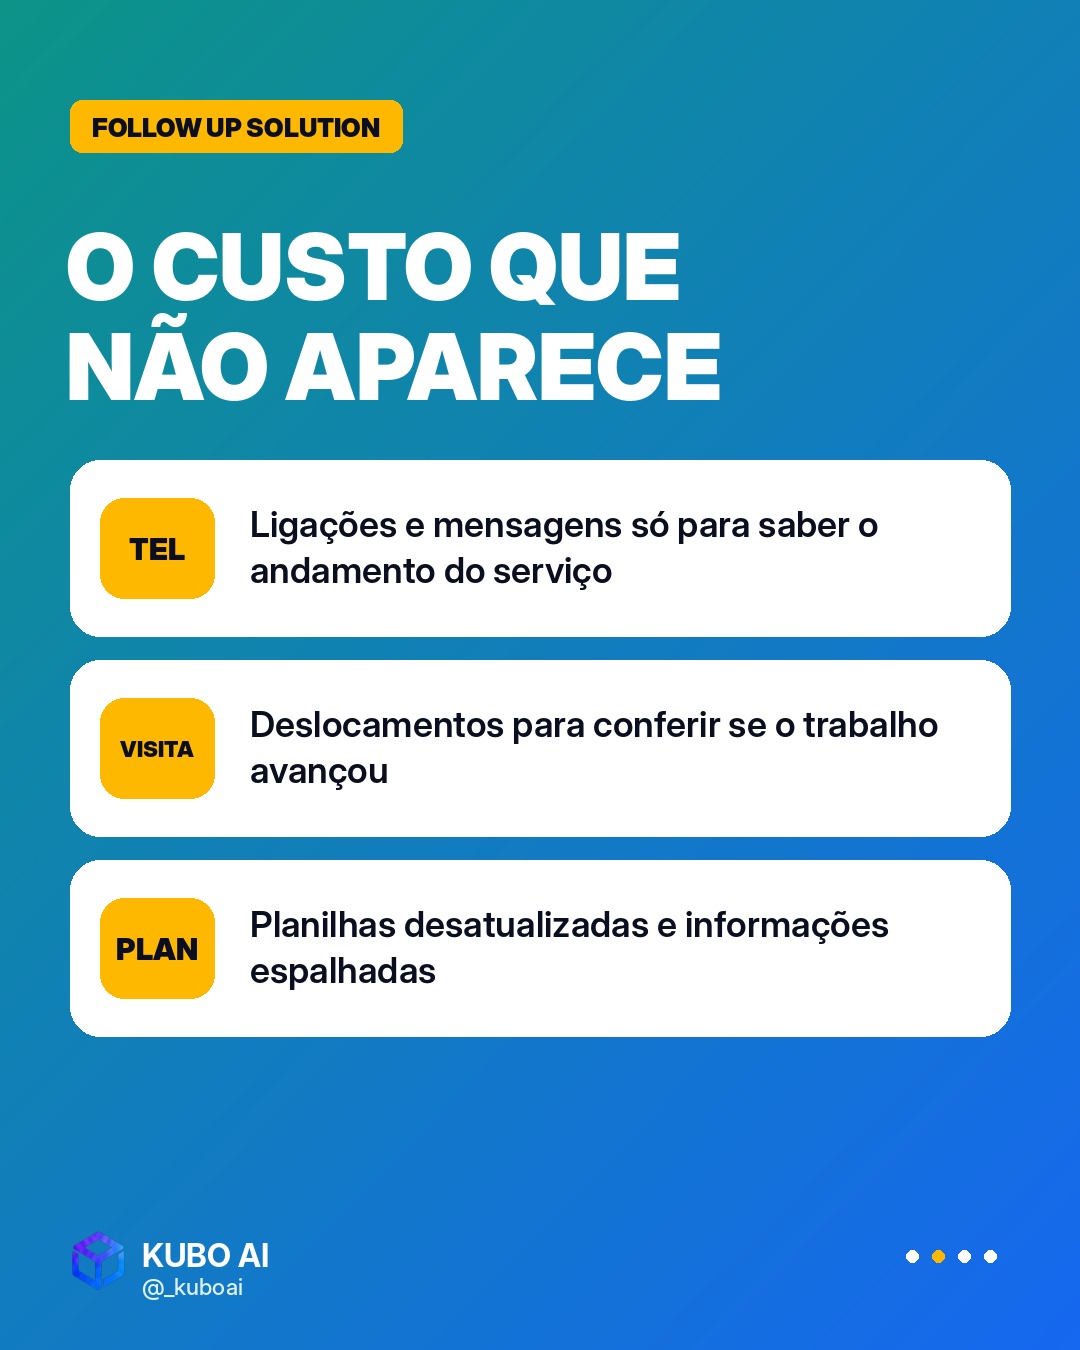 FOLLOW UP SOLUTION
O CUSTO QUE
NÃO APARECE
TEL
Ligações e mensagens só para saber o
andamento do serviço
VISITA
Deslocamentos para conferir se o trabalho
avançou
PLAN
Planilhas desatualizadas e informações
espalhadas
KUBO AI
@_kuboai